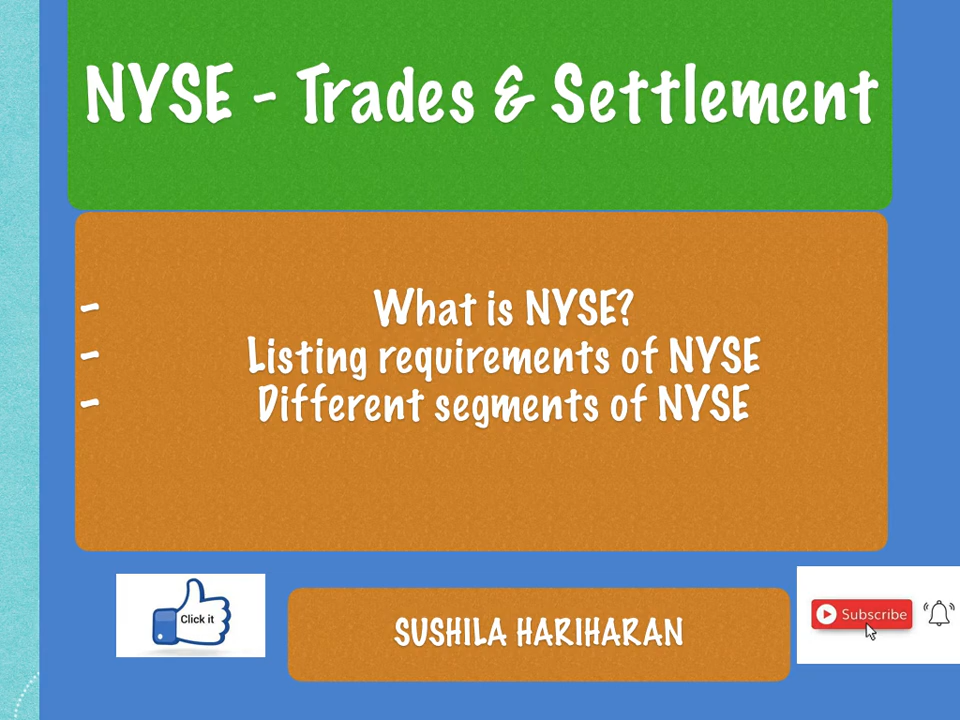 NYSE - Trades & Settlement
- What is NYSE?
- Listing requirements of NYSE
- Different segments of NYSE
Click it
SUSHILA HARIHARAN
Subscribe